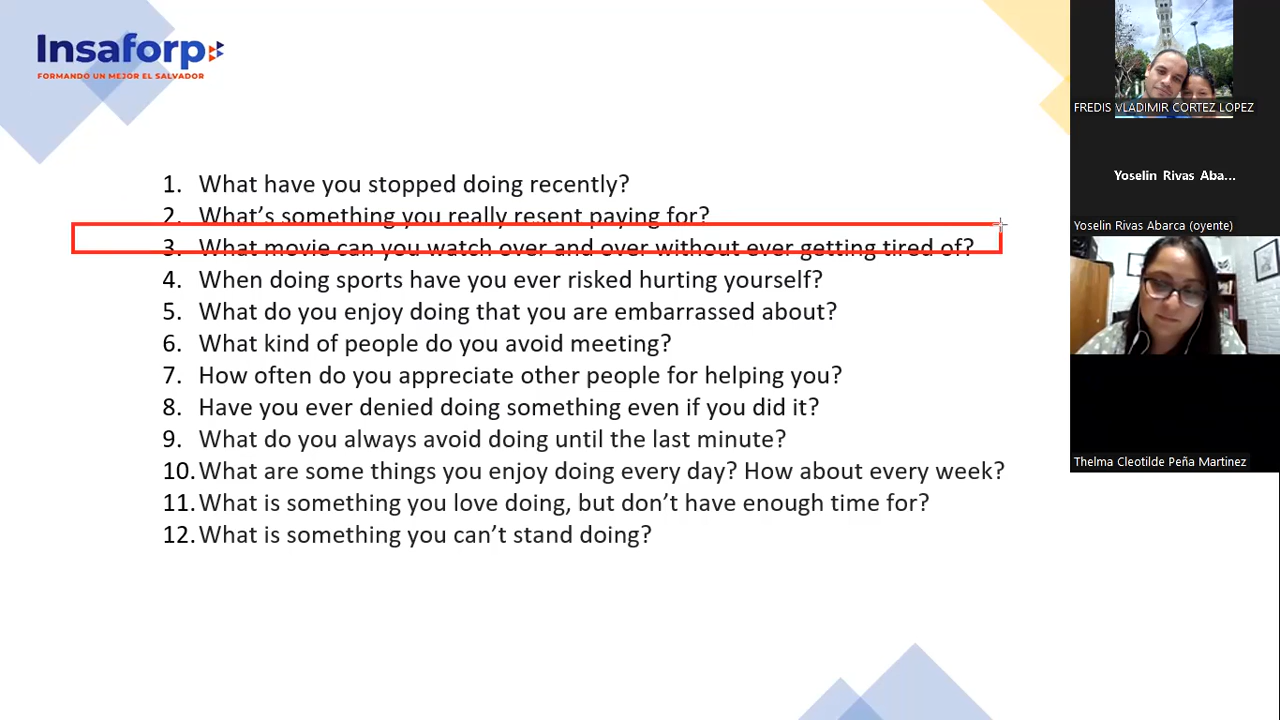 Insaforp
FORMANDO UN MEJOR EL SALVADOR
1. What have you stopped doing recently?
2. What's something you really resent paying for?
3. What movie can you watch over and over without ever getting tired of?
4. When doing sports have you ever risked hurting yourself?
5. What do you enjoy doing that you are embarrassed about?
6. What kind of people do you avoid meeting?
7. How often do you appreciate other people for helping you?
8. Have you ever denied doing something even if you did it?
9. What do you always avoid doing until the last minute?
10. What are some things you enjoy doing every day? How about every week?
11. What is something you love doing, but don't have enough time for?
12. What is something you can't stand doing?
FREDIS VLADIMIR CORTEZ LOPEZ
Yoselin Rivas Aba...
Yoselin Rivas Abarca (oyente)
Thelma Cleotilde Peña Martinez